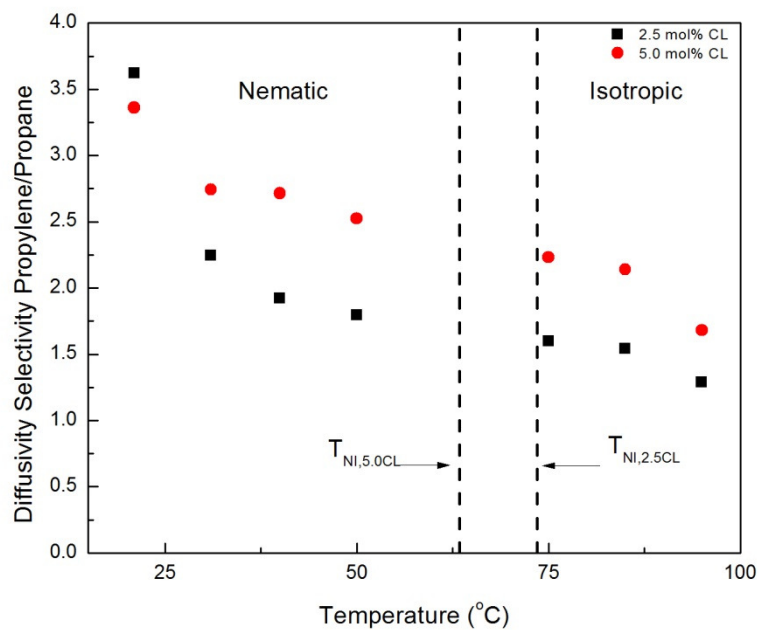 4.0
2.5 mol% CL
5.0 mol% CL
3.5
Nematic
Isotropic
3.0
2.5
2.0
1.5
1.0
0.5
0.0
T_NI,5.0CL
T_NI,2.5CL
25
50
75
100
Diffusivity Selectivity Propylene/Propane
Temperature (°C)